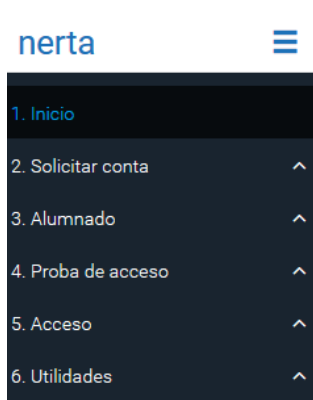 nerta
1. Inicio
2. Solicitar conta
3. Alumnado
4. Proba de acceso
5. Acceso
6. Utilidades